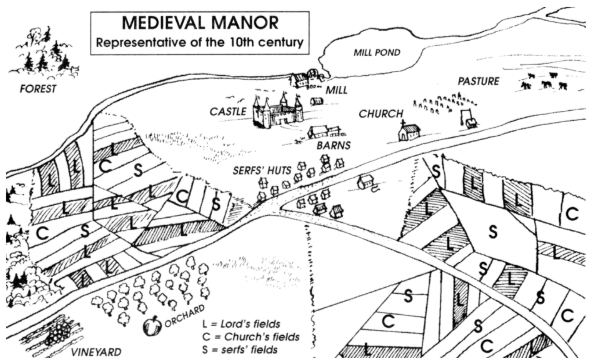 MEDIEVAL MANOR
Representative of the 10th century
MILL POND
FOREST
MILL
PASTURE
CASTLE
CHURCH
BARNS
SERFS' HUTS
S
L
L
L
S
C
L
C
S
L
L
C
L
L
C
S
S
L
L
S
L
L
S
C
L
S
C
S
C
ORCHARD
VINEYARD
L = Lord's fields
C = Church's fields
S = serfs' fields